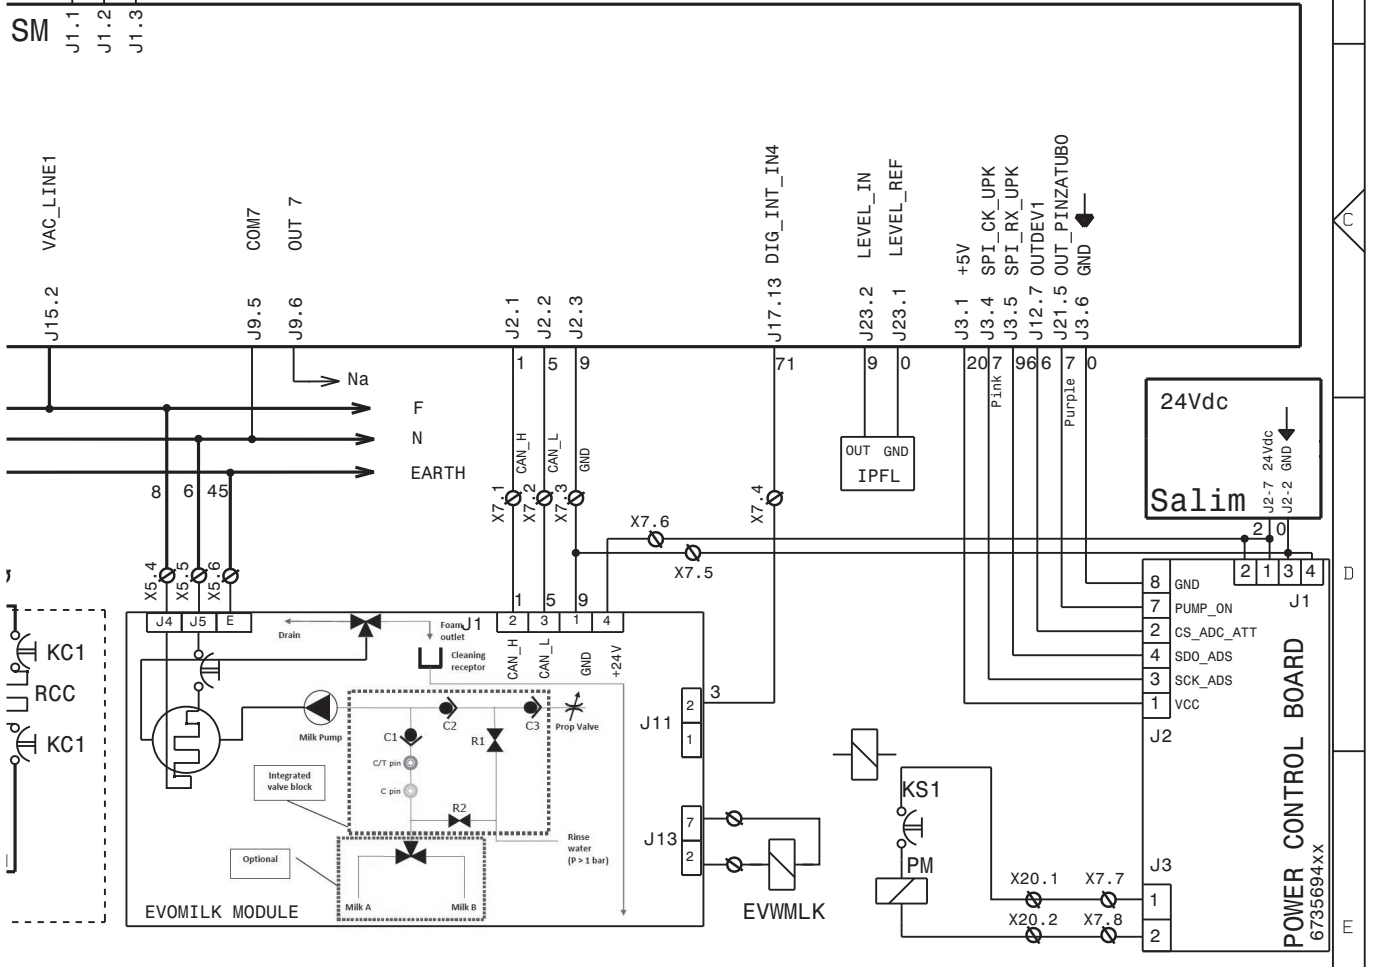 SM
J1.1
J1.2
J1.3
VAC_LINE1
COM7
OUT 7
DIG_INT_IN4
LEVEL_IN
LEVEL_REF
+5V
SPI_CK_UPK
SPI_RX_UPK
OUTDEV1
OUT_PINZATUBO
GND
J15.2
J9.5
J9.6
J2.1
J2.2
J2.3
J17.13
J23.2
J23.1
J3.1
J3.4
J3.5
J12.7
J21.5
J3.6
C
1
5
9
71
9
0
20
7
96
6
7
0
Pink
Purple
Na
F
N
EARTH
24Vdc
J2-7 24Vdc
J2-2 GND
Salim
2
0
CAN_H
CAN_L
GND
OUT GND
IPFL
8
6
45
X7.1
X7.2
X7.3
X7.4
X7.6
X7.5
X5.4
X5.5
X5.6
2
1
3
4
J1
D
8 GND
7 PUMP_ON
2 CS_ADC_ATT
4 SDO_ADS
3 SCK_ADS
1 VCC
J2
POWER CONTROL BOARD
6735694xx
1
5
9
J4
J5
E
J1
2
3
1
4
CAN_H
CAN_L
GND
+24V
Drain
Foam
outlet
Cleaning
receptor
KC1
RCC
KC1
Milk Pump
C1
C2
C3
Prop Valve
R1
C/T pin
C pin
R2
Integrated
valve block
Optional
Rinse
water
(P > 1 bar)
Milk A
Milk B
EVOMILK MODULE
3
J11
2
1
J13
7
2
EVWMLK
KS1
PM
X20.1
X7.7
X20.2
X7.8
J3
1
2
E